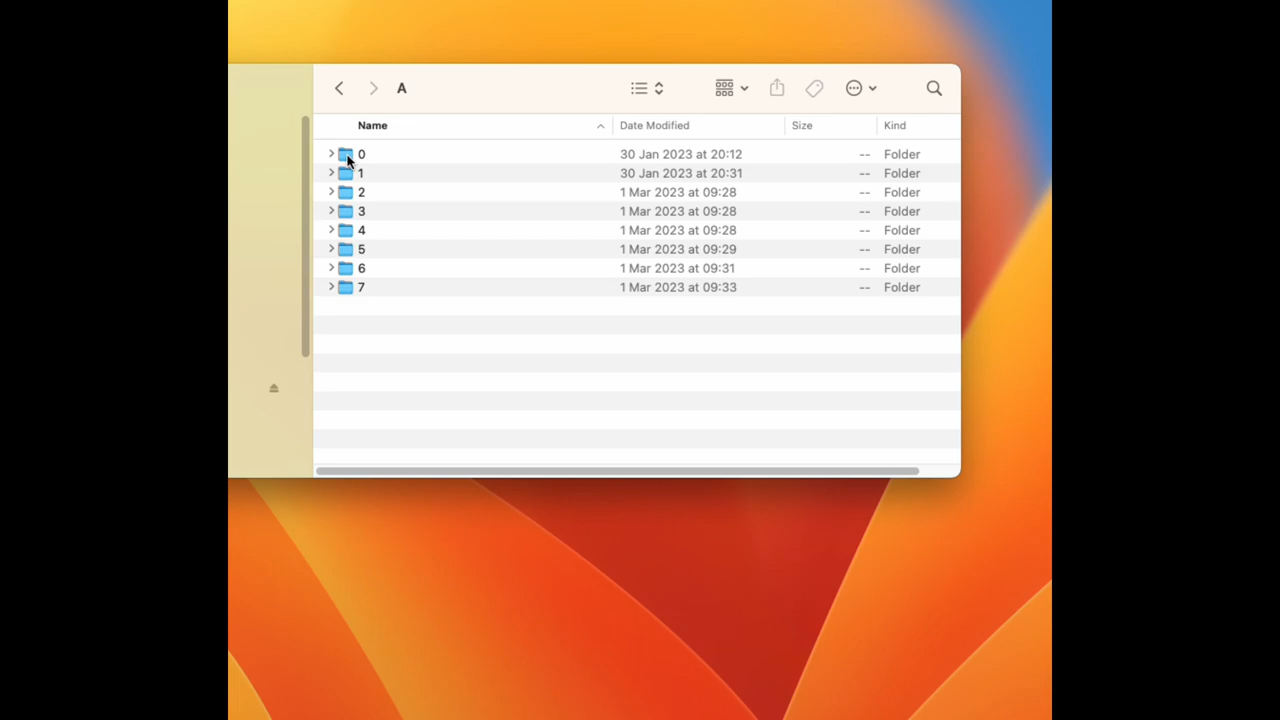 A
Name Date Modified Size Kind
0 30 Jan 2023 at 20:12 -- Folder
1 30 Jan 2023 at 20:31 -- Folder
2 1 Mar 2023 at 09:28 -- Folder
3 1 Mar 2023 at 09:28 -- Folder
4 1 Mar 2023 at 09:28 -- Folder
5 1 Mar 2023 at 09:29 -- Folder
6 1 Mar 2023 at 09:31 -- Folder
7 1 Mar 2023 at 09:33 -- Folder